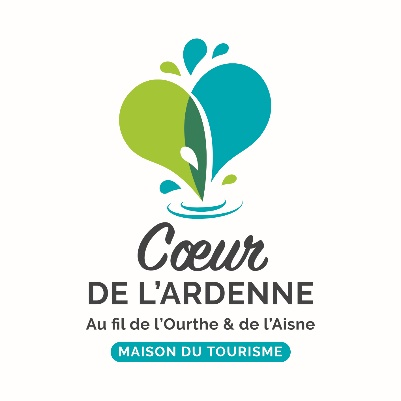 Cœur
DE L'ARDENNE
Au fil de l'Ourthe & de l'Aisne
MAISON DU TOURISME